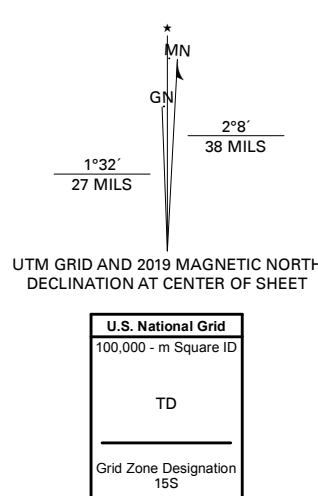 ★
MN
GN
2°8´
38 MILS
1°32´
27 MILS
UTM GRID AND 2019 MAGNETIC NORTH
DECLINATION AT CENTER OF SHEET
U.S. National Grid
100,000 - m Square ID
TD
Grid Zone Designation
15S